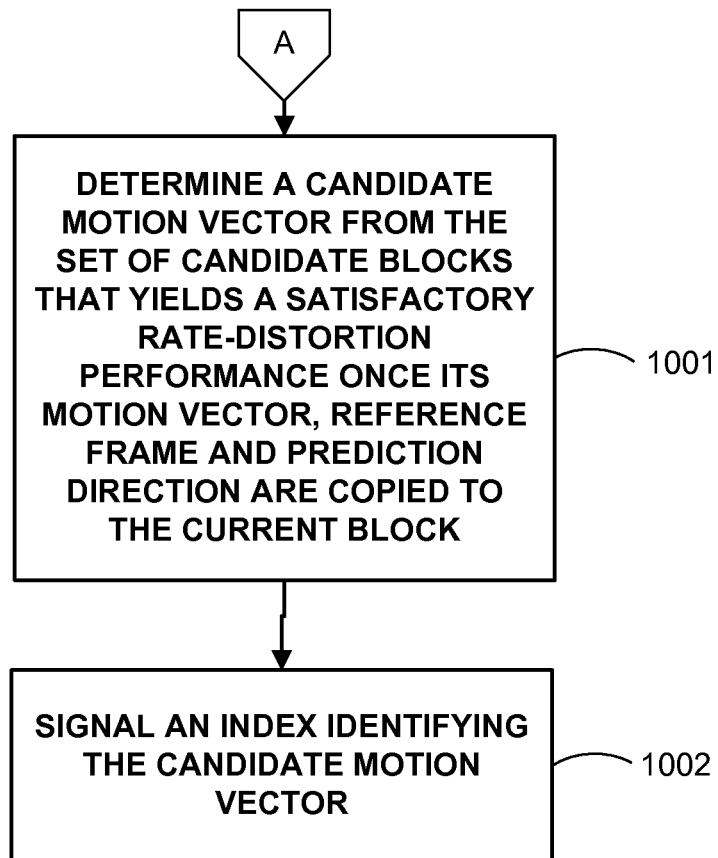 A
DETERMINE A CANDIDATE
MOTION VECTOR FROM THE
SET OF CANDIDATE BLOCKS
THAT YIELDS A SATISFACTORY
RATE-DISTORTION
PERFORMANCE ONCE ITS
MOTION VECTOR, REFERENCE
FRAME AND PREDICTION
DIRECTION ARE COPIED TO
THE CURRENT BLOCK
1001
SIGNAL AN INDEX IDENTIFYING
THE CANDIDATE MOTION
VECTOR
1002